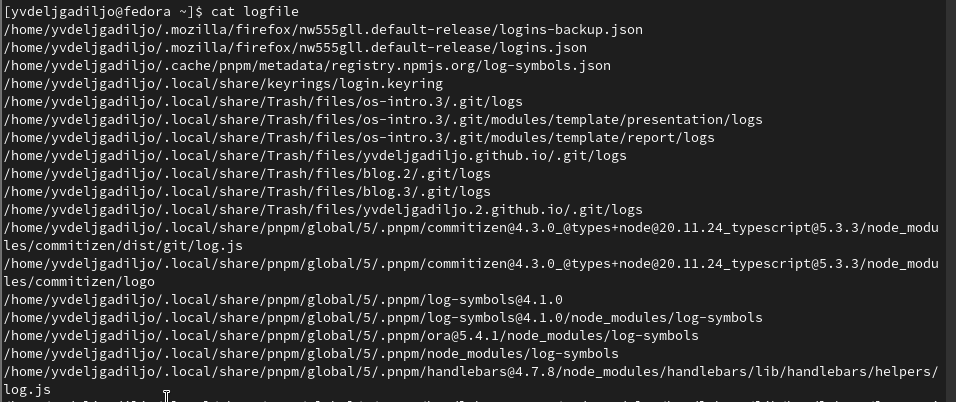 [yvdeljgadiljo@fedora ~]$ cat logfile
/home/yvdeljgadiljo/.mozilla/firefox/nw555gll.default-release/logins-backup.json
/home/yvdeljgadiljo/.mozilla/firefox/nw555gll.default-release/logins.json
/home/yvdeljgadiljo/.cache/pnpm/metadata/registry.npmjs.org/log-symbols.json
/home/yvdeljgadiljo/.local/share/keyrings/login.keyring
/home/yvdeljgadiljo/.local/share/Trash/files/os-intro.3/.git/logs
/home/yvdeljgadiljo/.local/share/Trash/files/os-intro.3/.git/modules/template/presentation/logs
/home/yvdeljgadiljo/.local/share/Trash/files/os-intro.3/.git/modules/template/report/logs
/home/yvdeljgadiljo/.local/share/Trash/files/yvdeljgadiljo.github.io/.git/logs
/home/yvdeljgadiljo/.local/share/Trash/files/blog.2/.git/logs
/home/yvdeljgadiljo/.local/share/Trash/files/blog.3/.git/logs
/home/yvdeljgadiljo/.local/share/Trash/files/yvdeljgadiljo.2.github.io/.git/logs
/home/yvdeljgadiljo/.local/share/pnpm/global/5/.pnpm/commitizen@4.3.0_@types+node@20.11.24_typescript@5.3.3/node_modu
les/commitizen/dist/git/log.js
/home/yvdeljgadiljo/.local/share/pnpm/global/5/.pnpm/commitizen@4.3.0_@types+node@20.11.24_typescript@5.3.3/node_modu
les/commitizen/logo
/home/yvdeljgadiljo/.local/share/pnpm/global/5/.pnpm/log-symbols@4.1.0
/home/yvdeljgadiljo/.local/share/pnpm/global/5/.pnpm/log-symbols@4.1.0/node_modules/log-symbols
/home/yvdeljgadiljo/.local/share/pnpm/global/5/.pnpm/ora@5.4.1/node_modules/log-symbols
/home/yvdeljgadiljo/.local/share/pnpm/global/5/.pnpm/node_modules/log-symbols
/home/yvdeljgadiljo/.local/share/pnpm/global/5/.pnpm/handlebars@4.7.8/node_modules/handlebars/lib/handlebars/helpers/
log.js